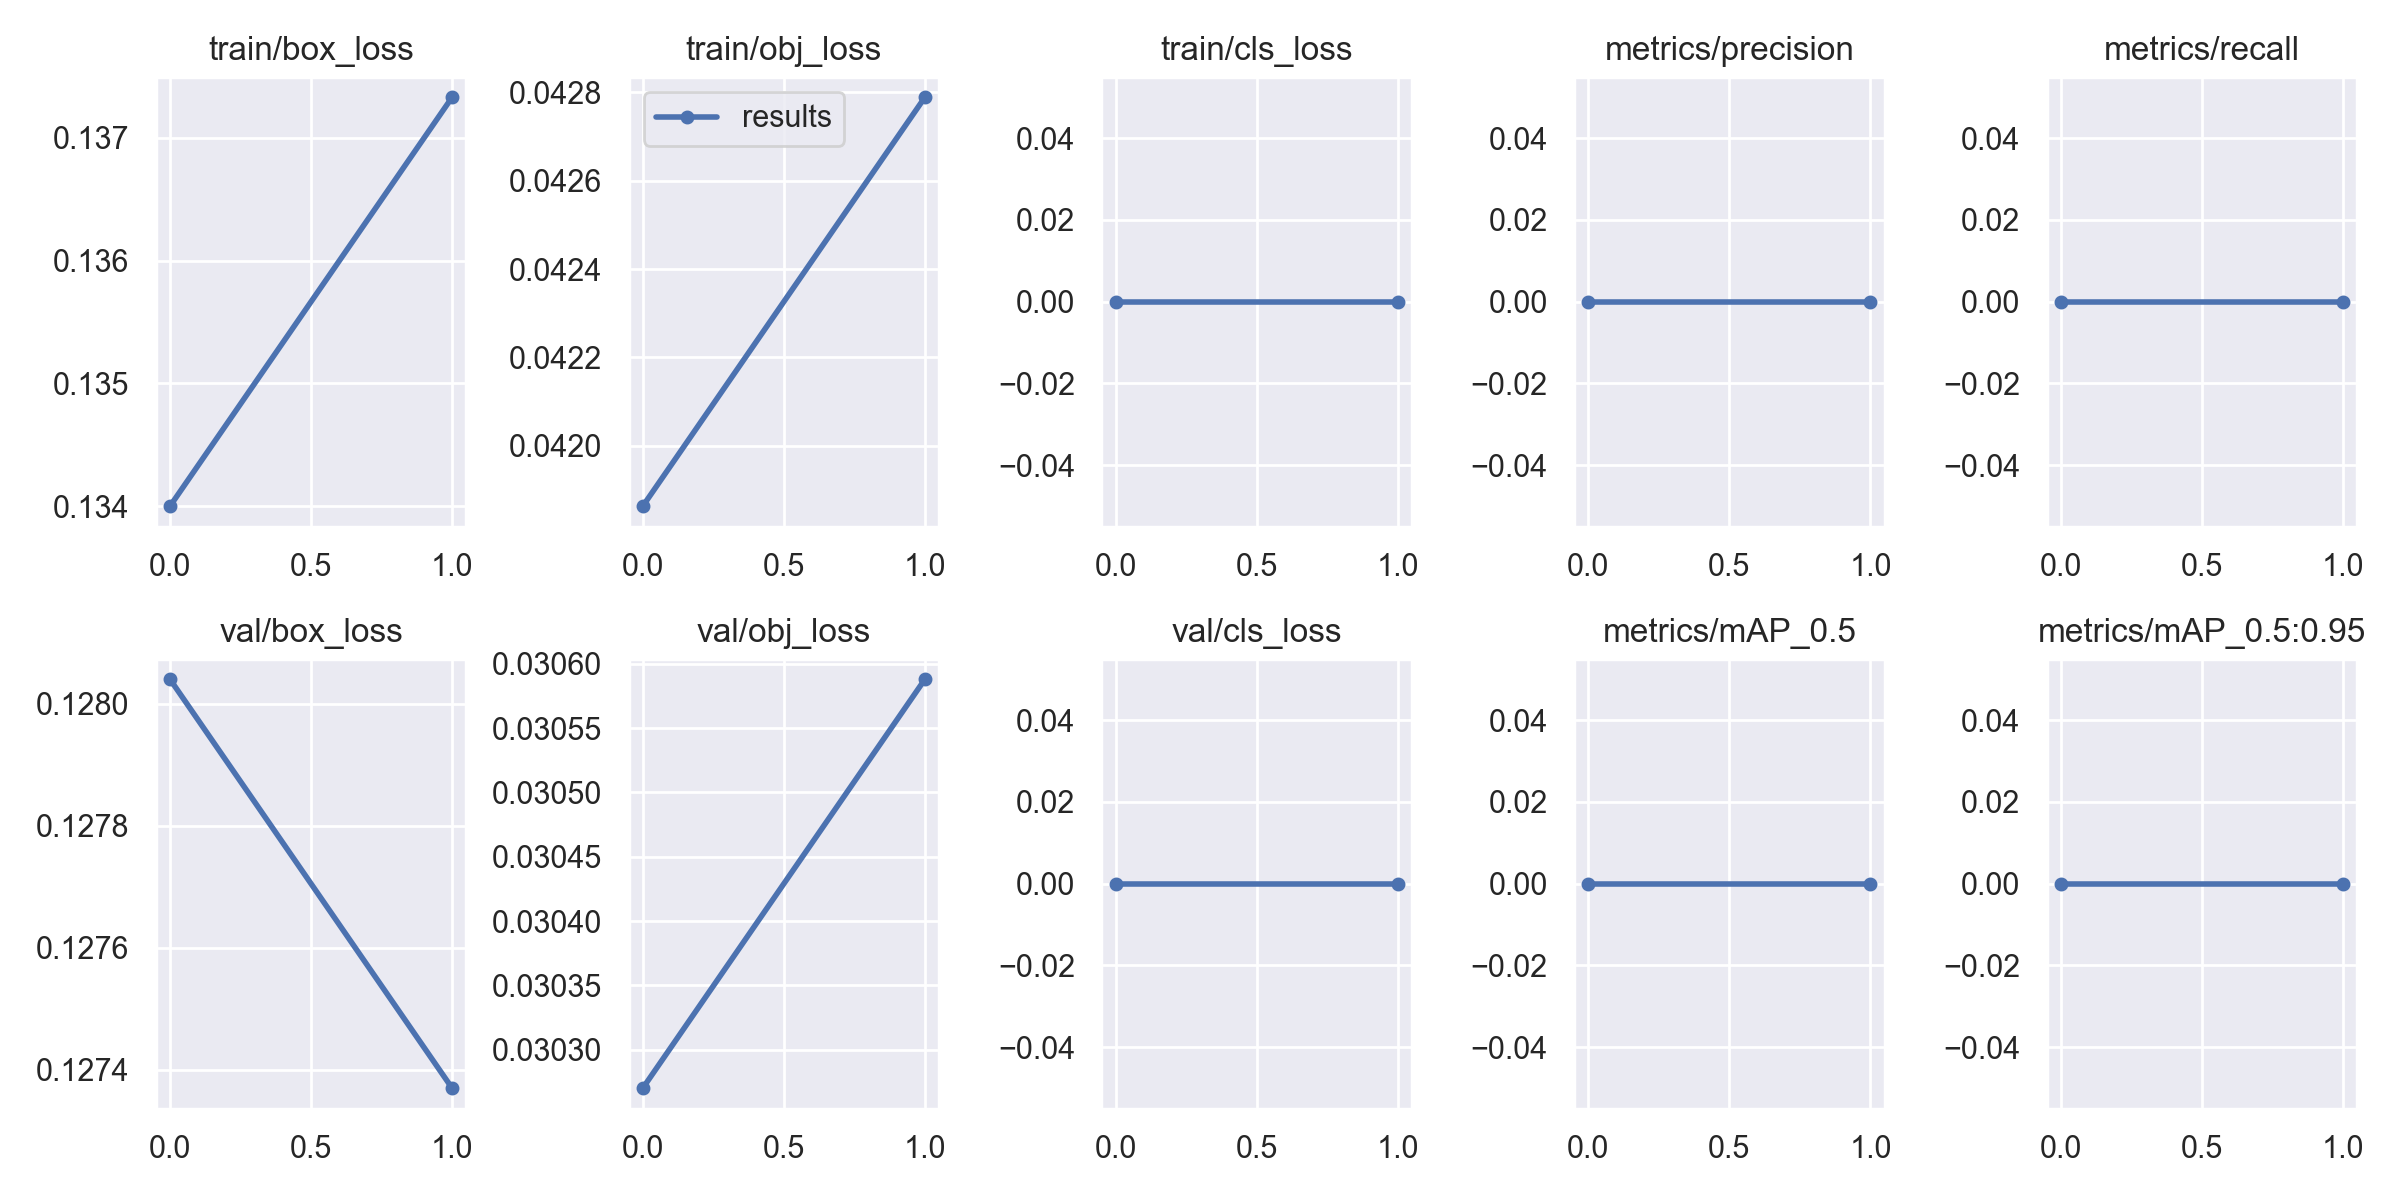 train/box_loss
0.137
0.136
0.135
0.134
0.0 0.5 1.0
train/obj_loss
results
0.0428
0.0426
0.0424
0.0422
0.0420
0.0 0.5 1.0
train/cls_loss
0.04
0.02
0.00
−0.02
−0.04
0.0 0.5 1.0
metrics/precision
0.04
0.02
0.00
−0.02
−0.04
0.0 0.5 1.0
metrics/recall
0.04
0.02
0.00
−0.02
−0.04
0.0 0.5 1.0
val/box_loss
0.1280
0.1278
0.1276
0.1274
0.0 0.5 1.0
val/obj_loss
0.03060
0.03055
0.03050
0.03045
0.03040
0.03035
0.03030
0.0 0.5 1.0
val/cls_loss
0.04
0.02
0.00
−0.02
−0.04
0.0 0.5 1.0
metrics/mAP_0.5
0.04
0.02
0.00
−0.02
−0.04
0.0 0.5 1.0
metrics/mAP_0.5:0.95
0.04
0.02
0.00
−0.02
−0.04
0.0 0.5 1.0